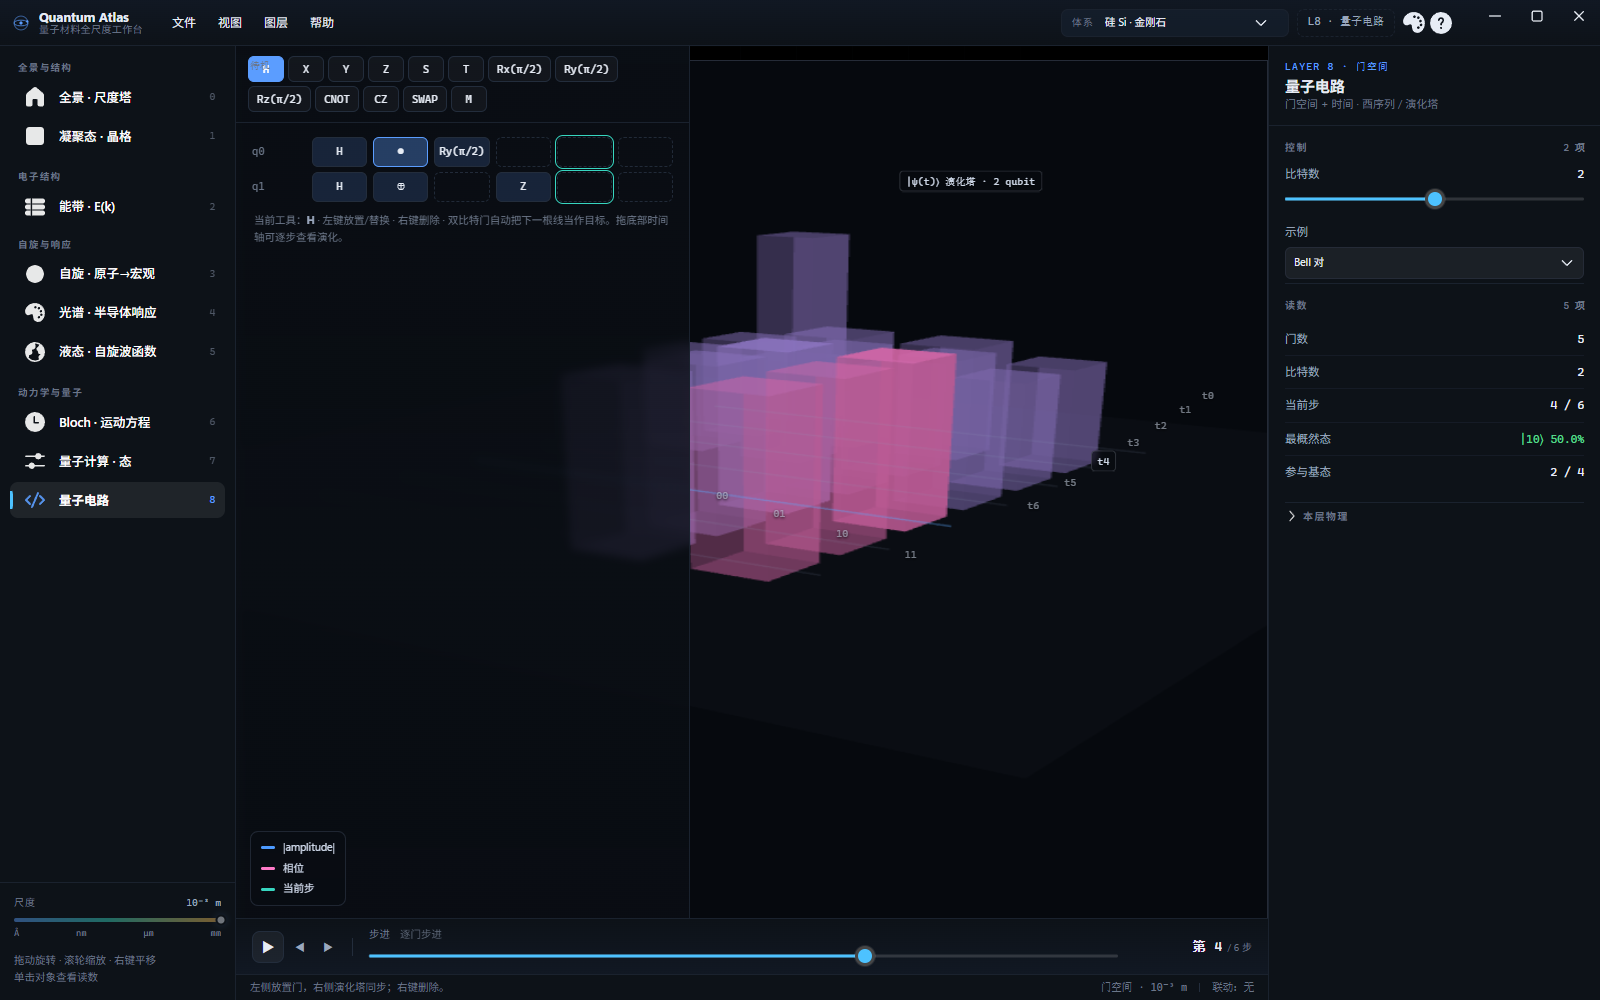 Quantum Atlas
量子材料全尺度工作台
文件 视图 图层 帮助
体系 硅 Si · 金刚石
L8 · 量子电路
?
全景与结构
全景 · 尺度塔 0
凝聚态 · 晶格 1
电子结构
能带 · E(k) 2
自旋与响应
自旋 · 原子→宏观 3
光谱 · 半导体响应 4
液态 · 自旋波函数 5
动力学与量子
Bloch · 运动方程 6
量子计算 · 态 7
量子电路 8
尺度 10⁻³ m
Å nm μm mm
拖动旋转 · 滚轮缩放 · 右键平移
单击对象查看读数
H X Y Z S T Rx(π/2) Ry(π/2)
Rz(π/2) CNOT CZ SWAP M
q0 H ● Ry(π/2)
q1 H ⊕ Z
当前工具: H · 左键放置/替换 · 右键删除 · 双比特门自动把下一根线当作目标。拖底部时间
轴可逐步查看演化。
|ψ(t)⟩ 演化塔 · 2 qubit
t0
t1
t2
t3
t4
t5
t6
00
01
10
11
|amplitude|
相位
当前步
步进 逐门步进
第 4 / 6 步
左侧放置门，右侧演化塔同步；右键删除。
门空间 · 10⁻³ m
联动: 无
LAYER 8 · 门空间
量子电路
门空间 + 时间 · 酉序列 / 演化塔
控制 2 项
比特数 2
示例
Bell 对
读数 5 项
门数 5
比特数 2
当前步 4 / 6
最概然态 |10⟩ 50.0%
参与基态 2 / 4
本层物理